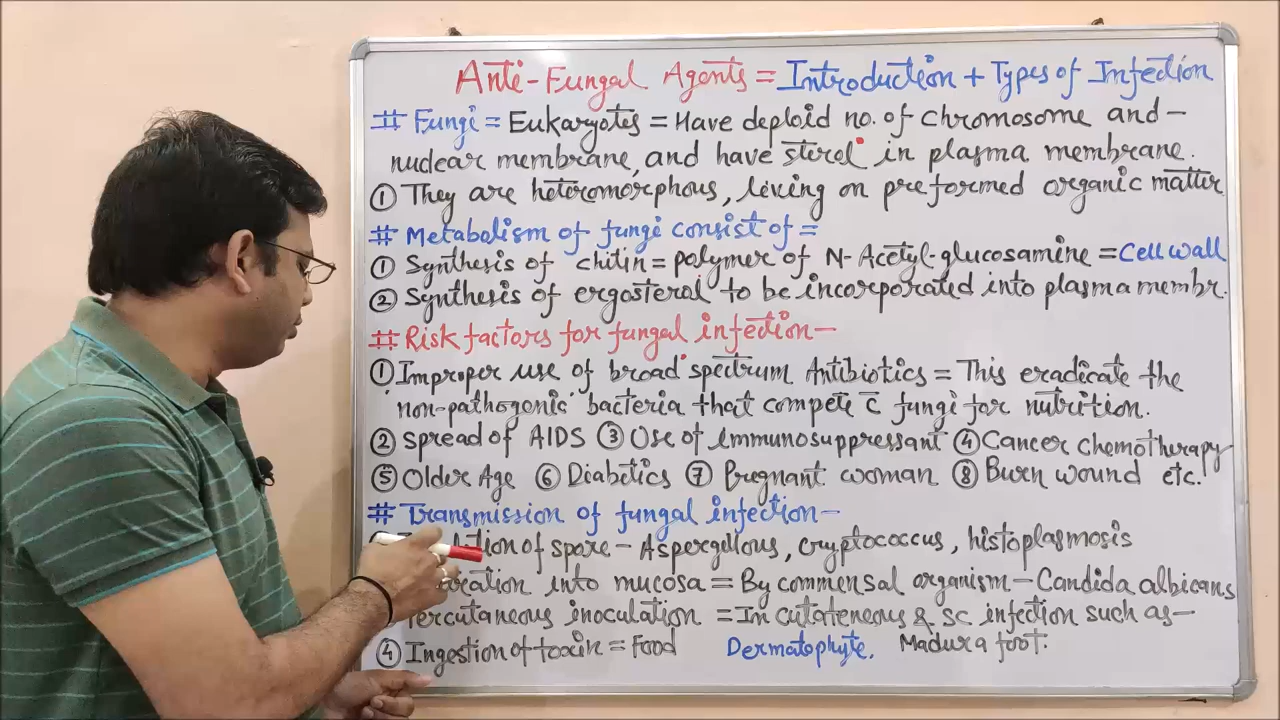 Anti-Fungal Agents = Introduction + Types of Infection
# Fungi = Eukaryotes = Have deploid no. of chromosome and -
nuclear membrane, and have sterol in plasma membrane.
① They are heteromorphous, living on preformed organic matter
# Metabolism of fungi consist of =
① Synthesis of chitin = polymer of N-Acetyl-glucosamine = Cell wall
② Synthesis of ergosterol to be incorporated into plasma membr.
# Risk factors for fungal infection -
① Improper use of broad spectrum Antibiotics = This eradicate the
non-pathogenic bacteria that compete c̄ fungi for nutrition.
② Spread of AIDS ③ Use of immunosuppressant ④ Cancer chemotherapy
⑤ Older Age ⑥ Diabetics ⑦ Pregnant woman ⑧ Burn wound etc.
# Transmission of fungal infection -
of spore - Aspergellous, cryptococcus, histoplasmosis
into mucosa = By commensal organism - Candida albicans
ercutaneous inoculation = In cutateneous & sc infection such as -
④ Ingestion of toxin = Food Dermatophyte, Madura foot.